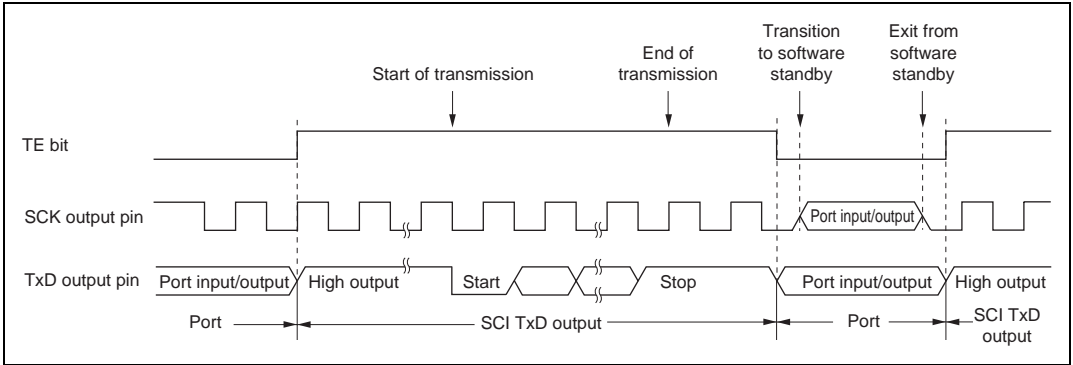 Transition
to software
standby
Exit from
software
standby
Start of transmission
End of
transmission
TE bit
SCK output pin
Port input/output
TxD output pin
Port input/output
High output
Start
Stop
Port input/output
High output
Port
SCI TxD output
Port
SCI TxD
output